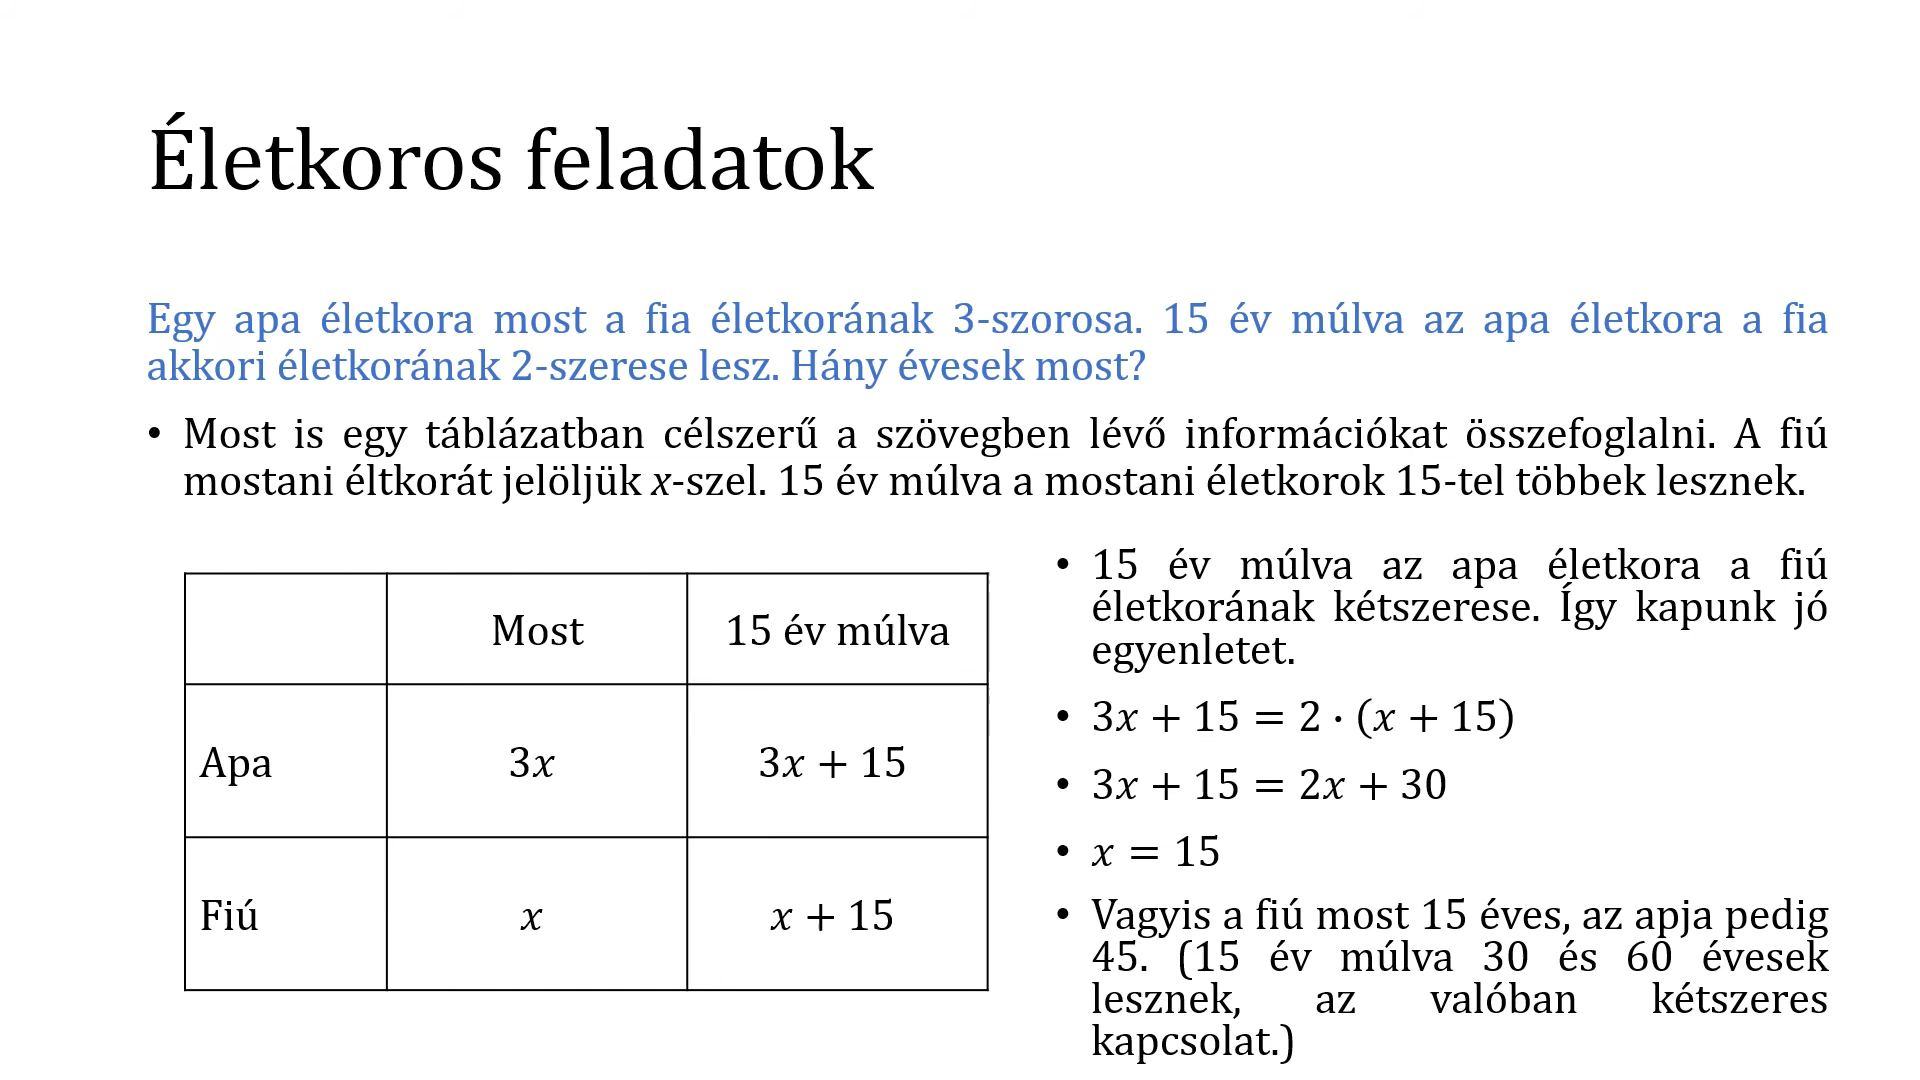 Életkoros feladatok
Egy apa életkora most a fia életkorának 3-szorosa. 15 év múlva az apa életkora a fia
akkori életkorának 2-szerese lesz. Hány évesek most?
• Most is egy táblázatban célszerű a szövegben lévő információkat összefoglalni. A fiú
mostani éltkorát jelöljük x-szel. 15 év múlva a mostani életkorok 15-tel többek lesznek.
Most 15 év múlva
Apa 3x 3x + 15
Fiú x x + 15
• 15 év múlva az apa életkora a fiú
életkorának kétszerese. Így kapunk jó
egyenletet.
• 3x + 15 = 2 · (x + 15)
• 3x + 15 = 2x + 30
• x = 15
• Vagyis a fiú most 15 éves, az apja pedig
45. (15 év múlva 30 és 60 évesek
lesznek, az valóban kétszeres
kapcsolat.)